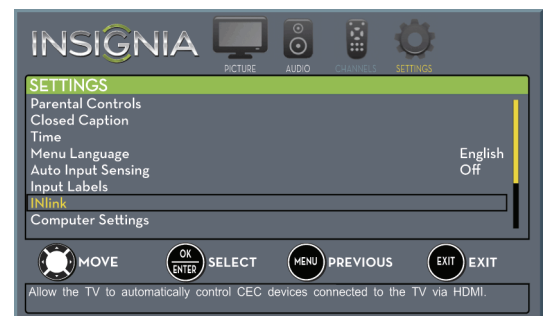 INSIGNIA
PICTURE AUDIO CHANNELS SETTINGS
SETTINGS
Parental Controls
Closed Caption
Time
Menu Language English
Auto Input Sensing Off
Input Labels
INlink
Computer Settings
MOVE OK ENTER SELECT MENU PREVIOUS EXIT EXIT
Allow the TV to automatically control CEC devices connected to the TV via HDMI.